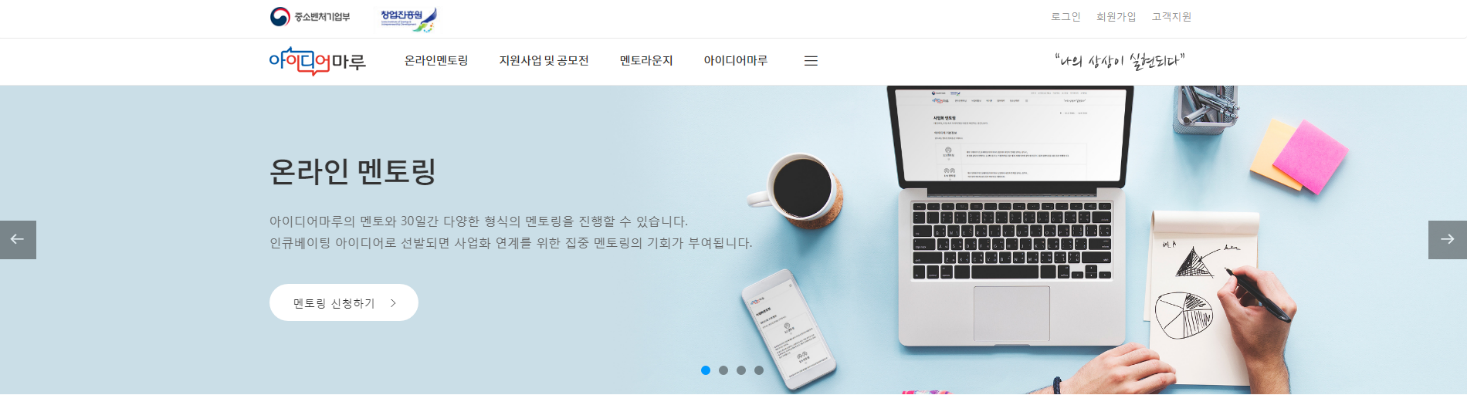 중소벤처기업부
창업진흥원
로그인 회원가입 고객지원
아이디어마루
온라인멘토링 지원사업 및 공모전 멘토라운지 아이디어마루
"나의 상상이 실현되다"
온라인 멘토링
아이디어마루의 멘토와 30일간 다양한 형식의 멘토링을 진행할 수 있습니다.
인큐베이팅 아이디어로 선발되면 사업화 연계를 위한 집중 멘토링의 기회가 부여됩니다.
멘토링 신청하기